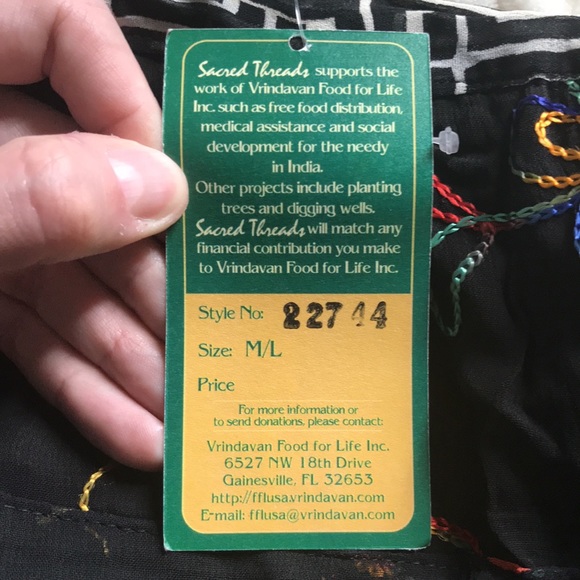 Sacred Threads supports the
work of Vrindavan Food for Life
Inc. such as free food distribution,
medical assistance and social
development for the needy
in India.
Other projects include planting
trees and digging wells.
Sacred Threads will match any
financial contribution you make
to Vrindavan Food for Life Inc.
Style No: 22744
Size: M/L
Price
For more information or
to send donations, please contact:
Vrindavan Food for Life Inc.
6527 NW 18th Drive
Gainesville, FL 32653
http://fflusa.vrindavan.com
E-mail: fflusa@vrindavan.com